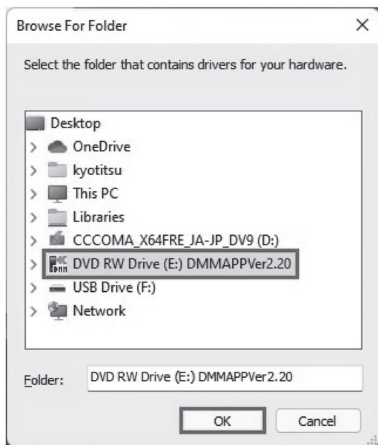 Browse For Folder
Select the folder that contains drivers for your hardware.
Desktop
OneDrive
kyotitsu
This PC
Libraries
CCCOMA_X64FRE_JA-JP_DV9 (D:)
DVD RW Drive (E:) DMMAPPVer2.20
USB Drive (F:)
Network
Folder: DVD RW Drive (E:) DMMAPPVer2.20
OK Cancel